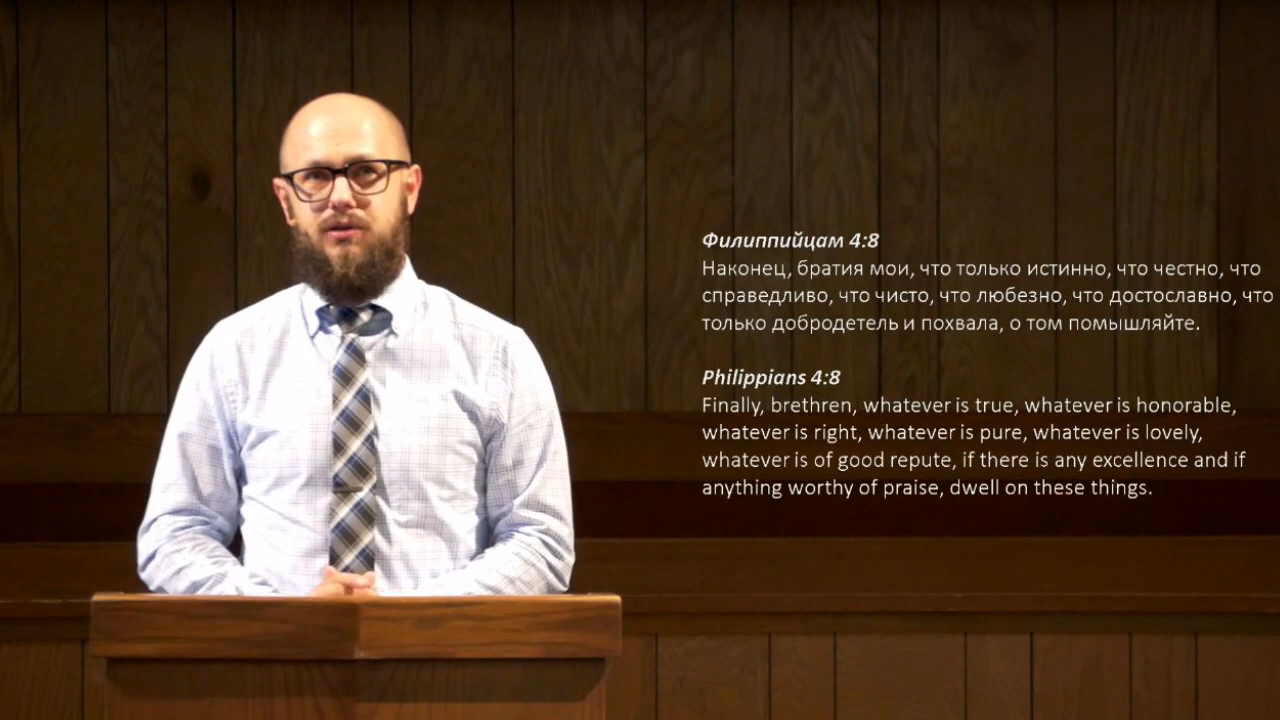 Филиппийцам 4:8
Наконец, братия мои, что только истинно, что честно, что
справедливо, что чисто, что любезно, что достославно, что
только добродетель и похвала, о том помышляйте.
Philippians 4:8
Finally, brethren, whatever is true, whatever is honorable,
whatever is right, whatever is pure, whatever is lovely,
whatever is of good repute, if there is any excellence and if
anything worthy of praise, dwell on these things.